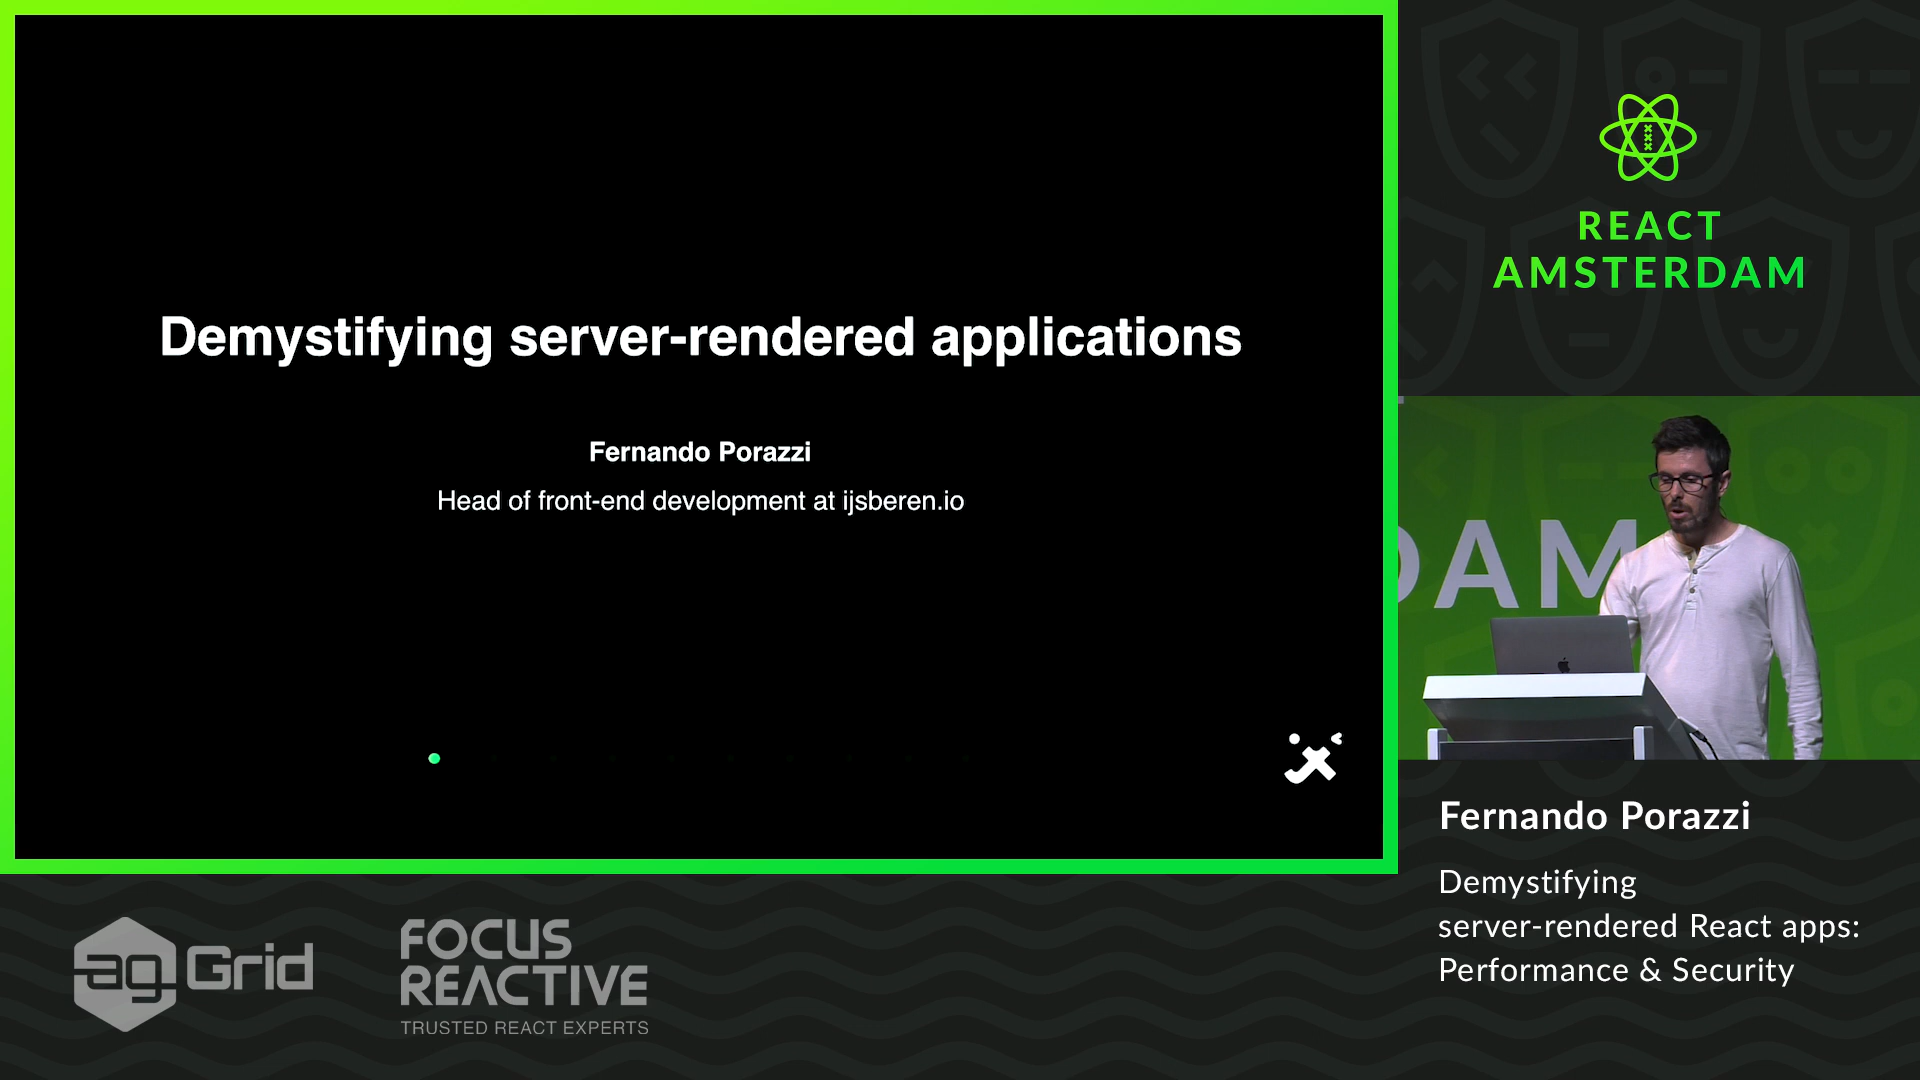 Demystifying server-rendered applications
Fernando Porazzi
Head of front-end development at ijsberen.io
REACT
AMSTERDAM
DAM
Fernando Porazzi
Demystifying
server-rendered React apps:
Performance & Security
ag Grid
FOCUS
REACTIVE
TRUSTED REACT EXPERTS